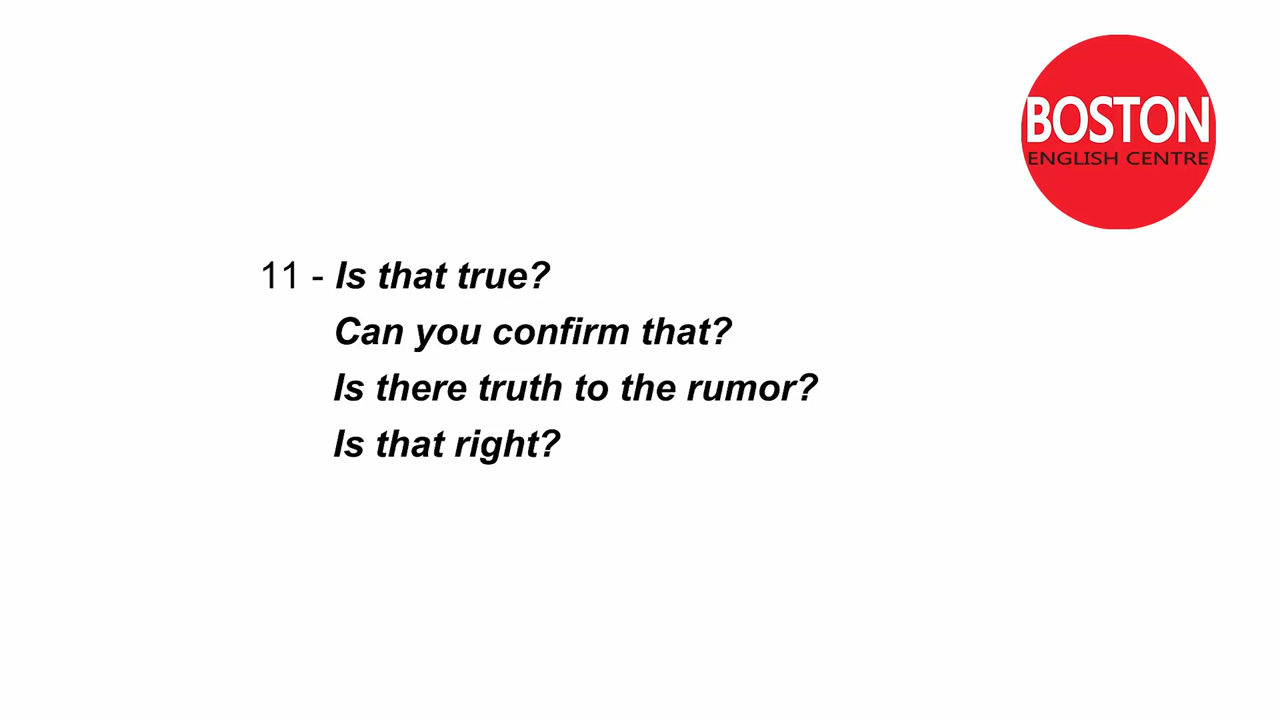 BOSTON
ENGLISH CENTRE
11 - Is that true?
Can you confirm that?
Is there truth to the rumor?
Is that right?